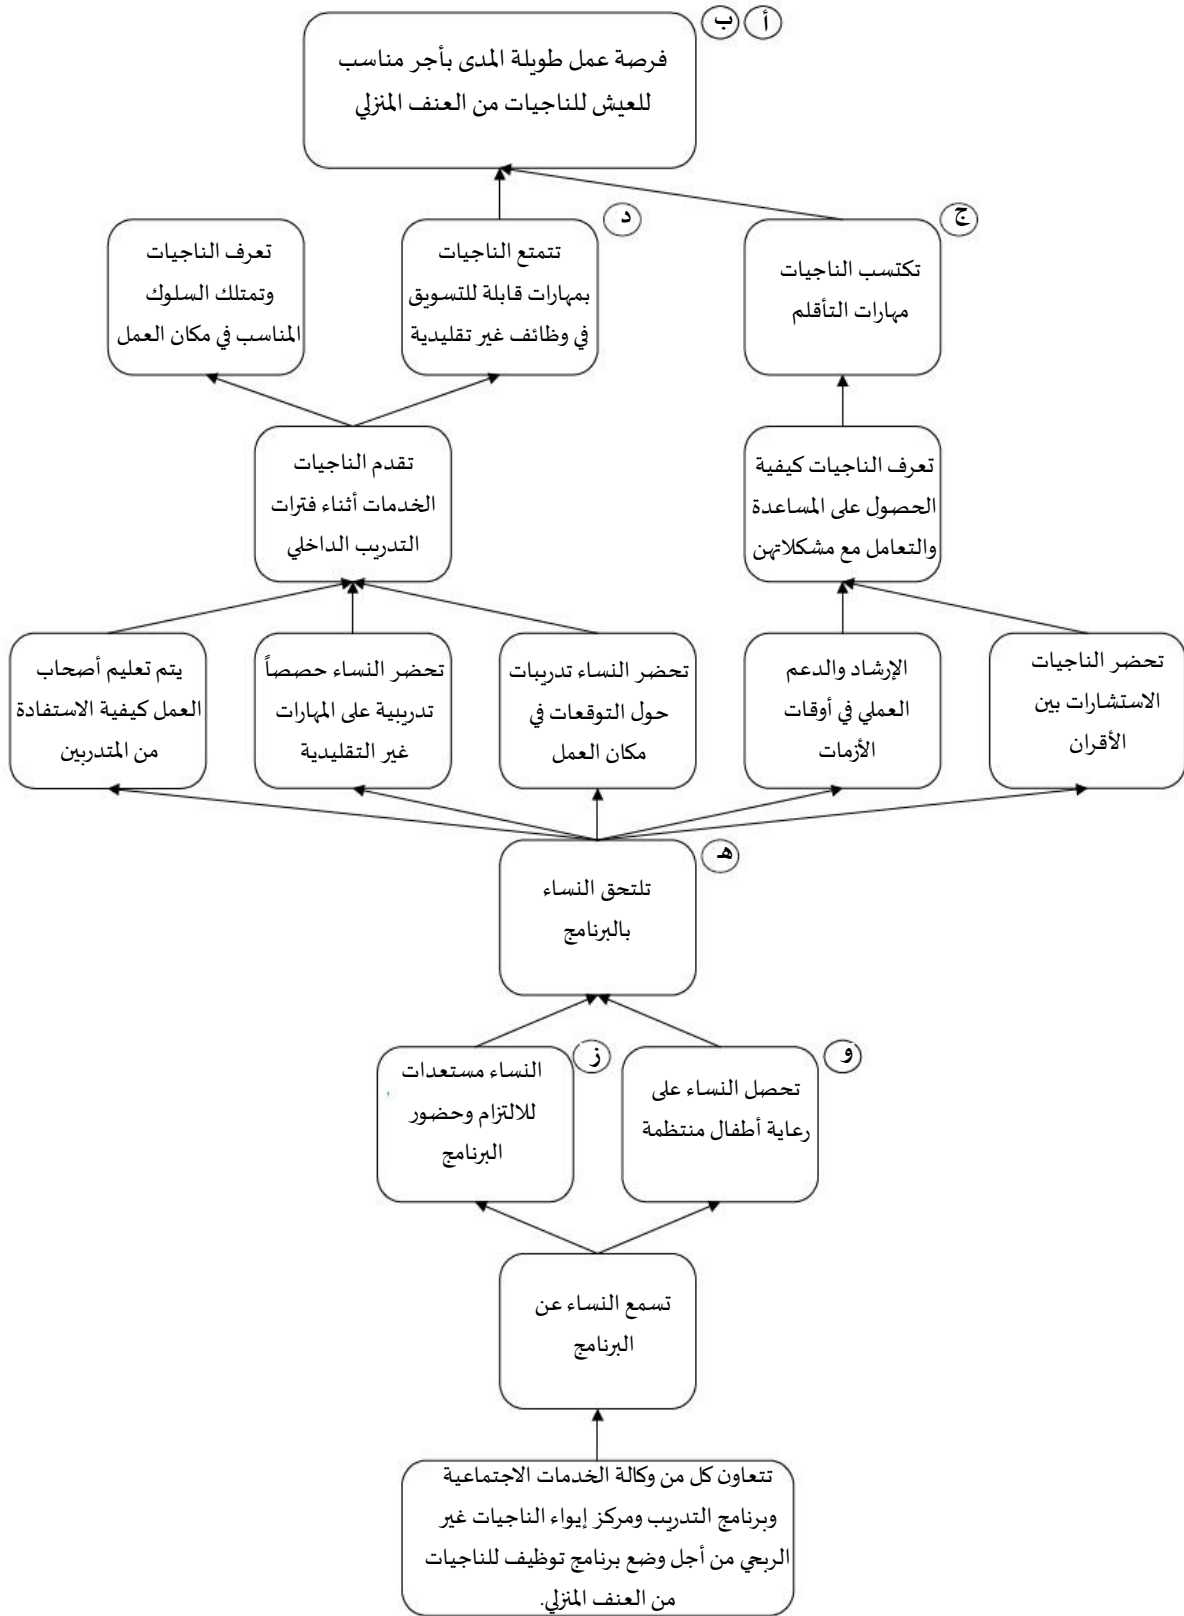 أ
ب
فرصة عمل طويلة المدى بأجر مناسب
للعيش للناجيات من العنف المنزلي
ج
تكتسب الناجيات
مهارات التأقلم
د
تتمتع الناجيات
بمهارات قابلة للتسويق
في وظائف غير تقليدية
تعرف الناجيات
وتمتلك السلوك
المناسب في مكان العمل
تعرف الناجيات كيفية
الحصول على المساعدة
والتعامل مع مشكلاتهن
تقدم الناجيات
الخدمات أثناء فترات
التدريب الداخلي
تحضر الناجيات
الاستشارات بين
الأقران
الإرشاد والدعم
العملي في أوقات
الأزمات
تحضر النساء تدريبات
حول التوقعات في
مكان العمل
تحضر النساء حصصاً
تدريبية على المهارات
غير التقليدية
يتم تعليم أصحاب
العمل كيفية الاستفادة
من المتدربين
هـ
تلتحق النساء
بالبرنامج
و
تحصل النساء على
رعاية أطفال منتظمة
ز
النساء مستعدات
للالتزام وحضور
البرنامج
تسمع النساء عن
البرنامج
تتعاون كل من وكالة الخدمات الاجتماعية
وبرنامج التدريب ومركز إيواء الناجيات غير
الربحي من أجل وضع برنامج توظيف للناجيات
من العنف المنزلي.